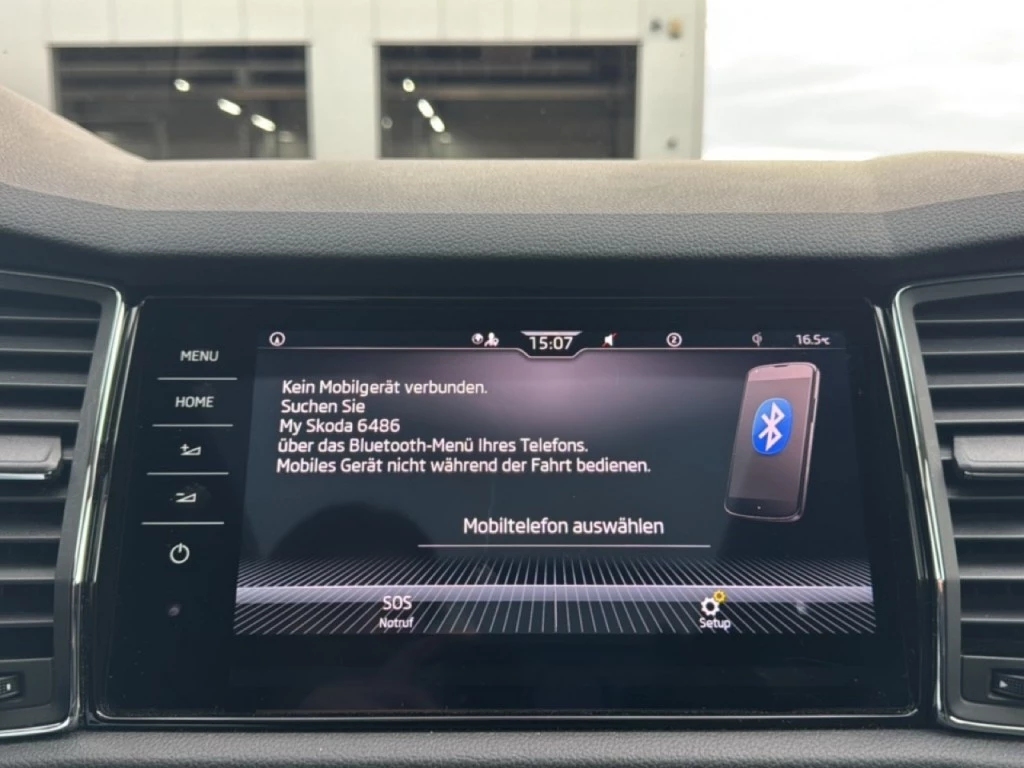 15:07
16.5°C
MENU
HOME
Kein Mobilgerät verbunden.
Suchen Sie
My Skoda 6486
über das Bluetooth-Menü Ihres Telefons.
Mobiles Gerät nicht während der Fahrt bedienen.
Mobiltelefon auswählen
SOS
Notruf
Setup